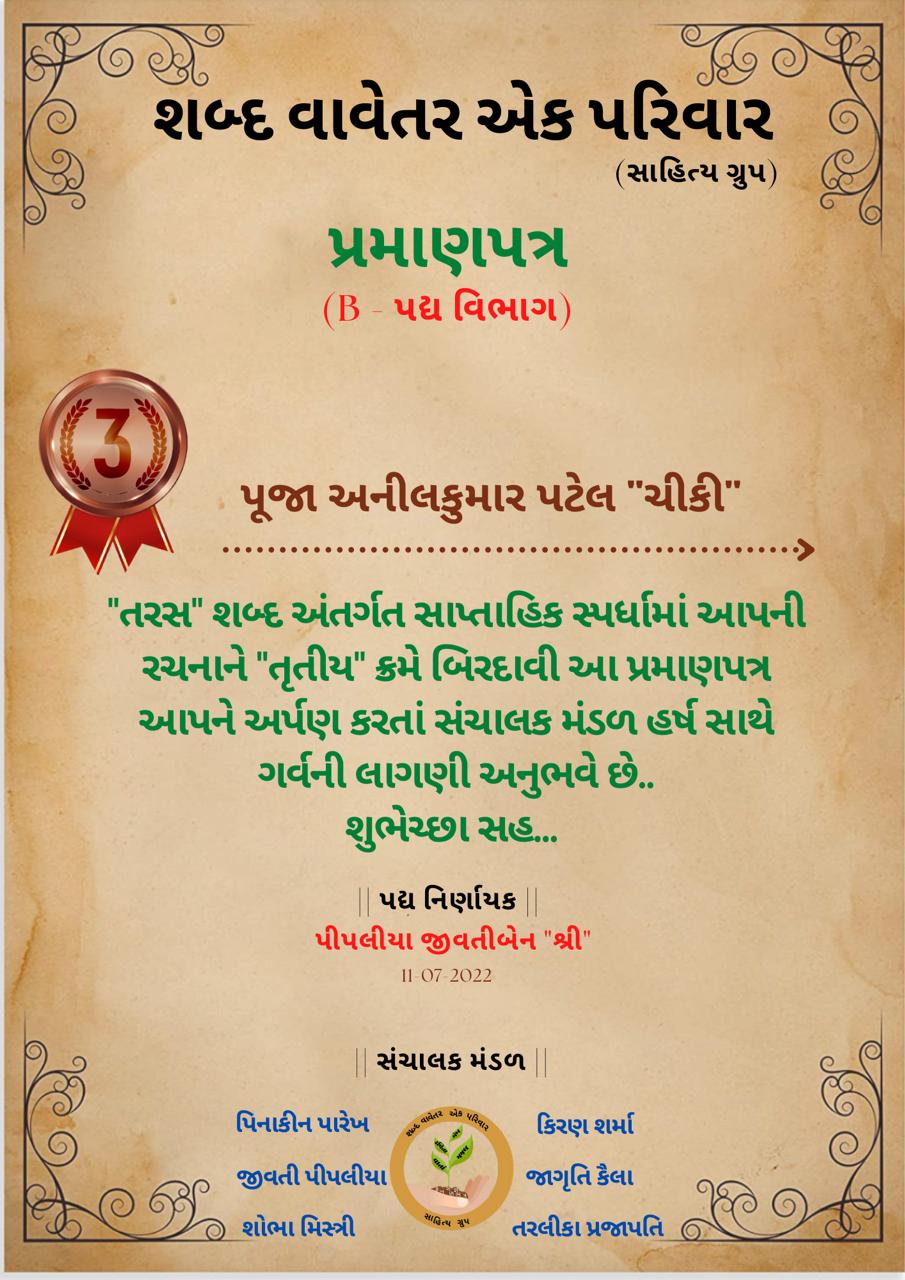 શબ્દ વાવેતર એક પરિવાર
(સાહિત્ય ગ્રુપ)
પ્રમાણપત્ર
(B - પદ્ય વિભાગ)
3
પૂજા અનીલકુમાર પટેલ "ચીકી"
"તરસ" શબ્દ અંતર્ગત સાપ્તાહિક સ્પર્ધામાં આપની
રચનાને "તૃતીય" ક્રમે બિરદાવી આ પ્રમાણપત્ર
આપને અર્પણ કરતાં સંચાલક મંડળ હર્ષ સાથે
ગર્વની લાગણી અનુભવે છે..
શુભેચ્છા સહ...
|| પદ્ય નિર્ણાયક ||
પીપલીયા જીવતીબેન "શ્રી"
11-07-2022
|| સંચાલક મંડળ ||
પિનાકીન પારેખ
જીવતી પીપલીયા
શોભા મિસ્ત્રી
શબ્દ વાવેતર એક પરિવાર
સાહિત્ય ગ્રુપ
કિરણ શર્મા
જાગૃતિ કૈલા
તરલીકા પ્રજાપતિ